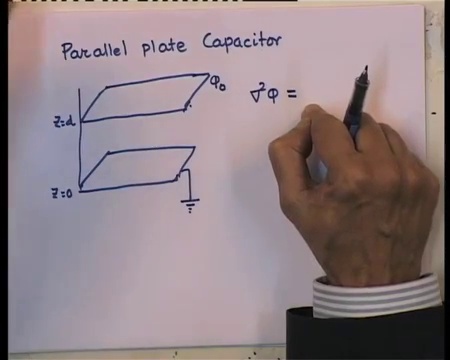 Parallel plate Capacitor
Φ₀
∇²Φ =
z=d
z=0